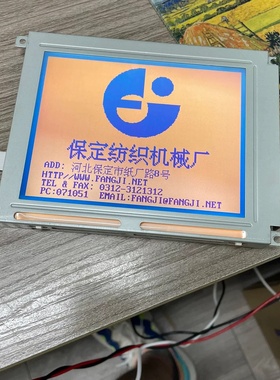 保定纺织机械厂
ADD: 河北保定市纸厂路8号
HTTP//WWW.FANGJI.NET
TEL & FAX: 0312-3121312
PC:071051 EMAIL:FANGJI@FANGJI.NET